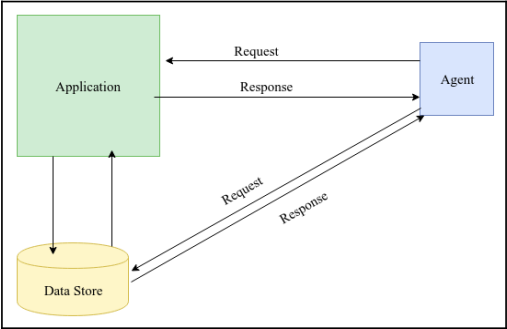 Request
Application
Agent
Response
Request
Response
Data Store